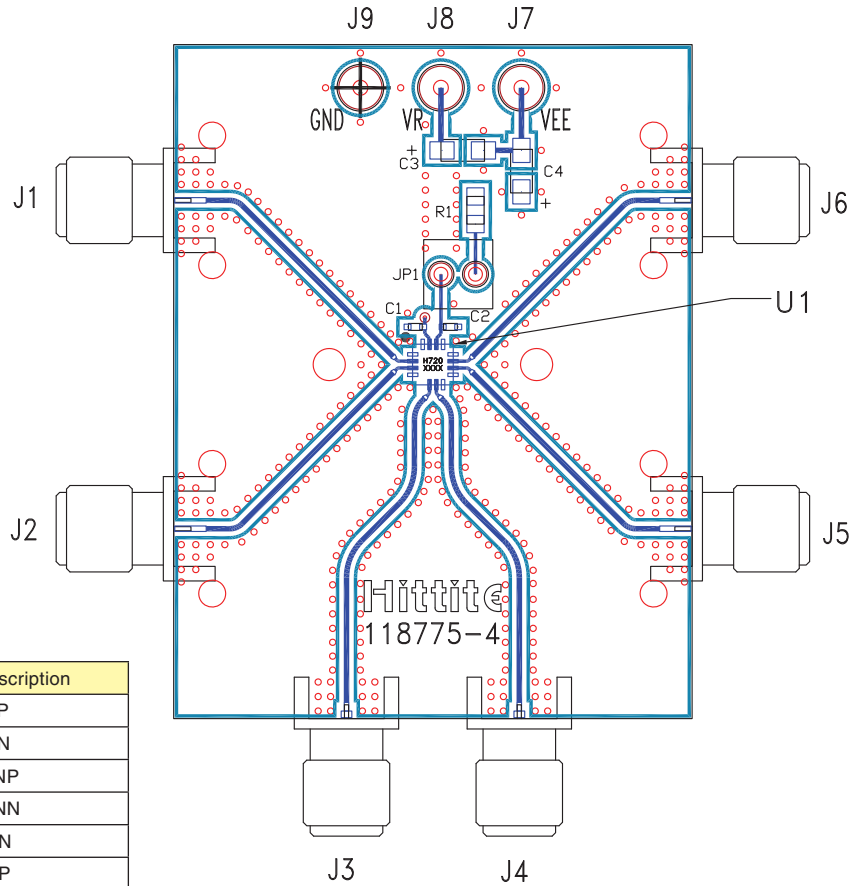 J9 J8 J7
GND VR VEE
+
C3
C4
+
J1
J6
R1
JP1
C1 C2
U1
H720
XXXX
J2
J5
Hittite
118775-4
scription
P
N
NP
NN
N
P
J3 J4